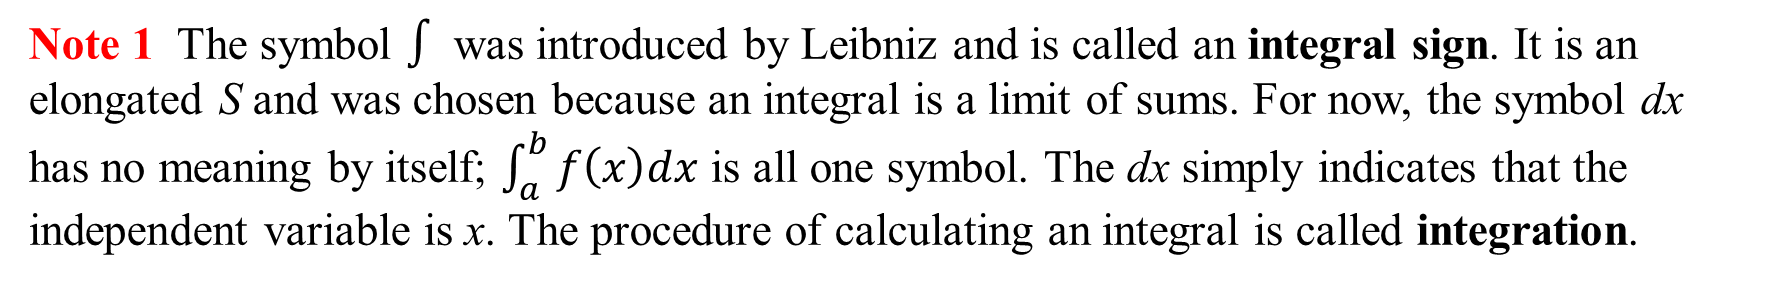 Note 1 The symbol ∫ was introduced by Leibniz and is called an integral sign. It is an
elongated S and was chosen because an integral is a limit of sums. For now, the symbol dx
has no meaning by itself; ∫ₐᵇ f(x)dx is all one symbol. The dx simply indicates that the
independent variable is x. The procedure of calculating an integral is called integration.